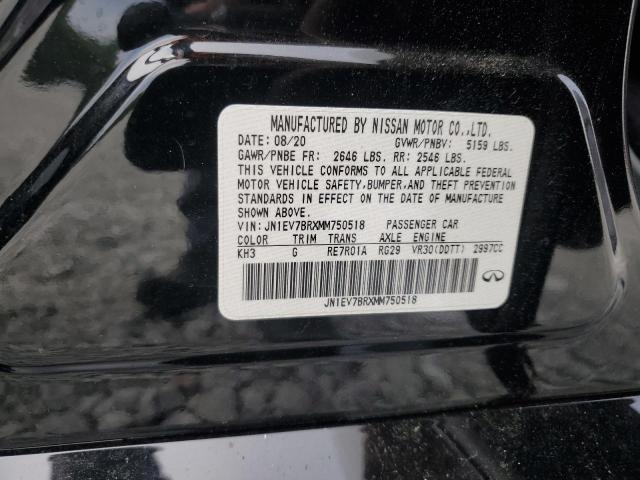 MANUFACTURED BY NISSAN MOTOR CO.,LTD.
DATE: 08/20 GVWR/PNBV: 5159 LBS.
GAWR/PNBE FR: 2646 LBS. RR: 2546 LBS.
THIS VEHICLE CONFORMS TO ALL APPLICABLE FEDERAL
MOTOR VEHICLE SAFETY,BUMPER,AND THEFT PREVENTION
STANDARDS IN EFFECT ON THE DATE OF MANUFACTURE
SHOWN ABOVE.
VIN: JN1EV7BRXMM750518 PASSENGER CAR
COLOR TRIM TRANS AXLE ENGINE
KH3 G RE7R01A RG29 VR30(DDTT) 2997CC
JN1EV7BRXMM750518